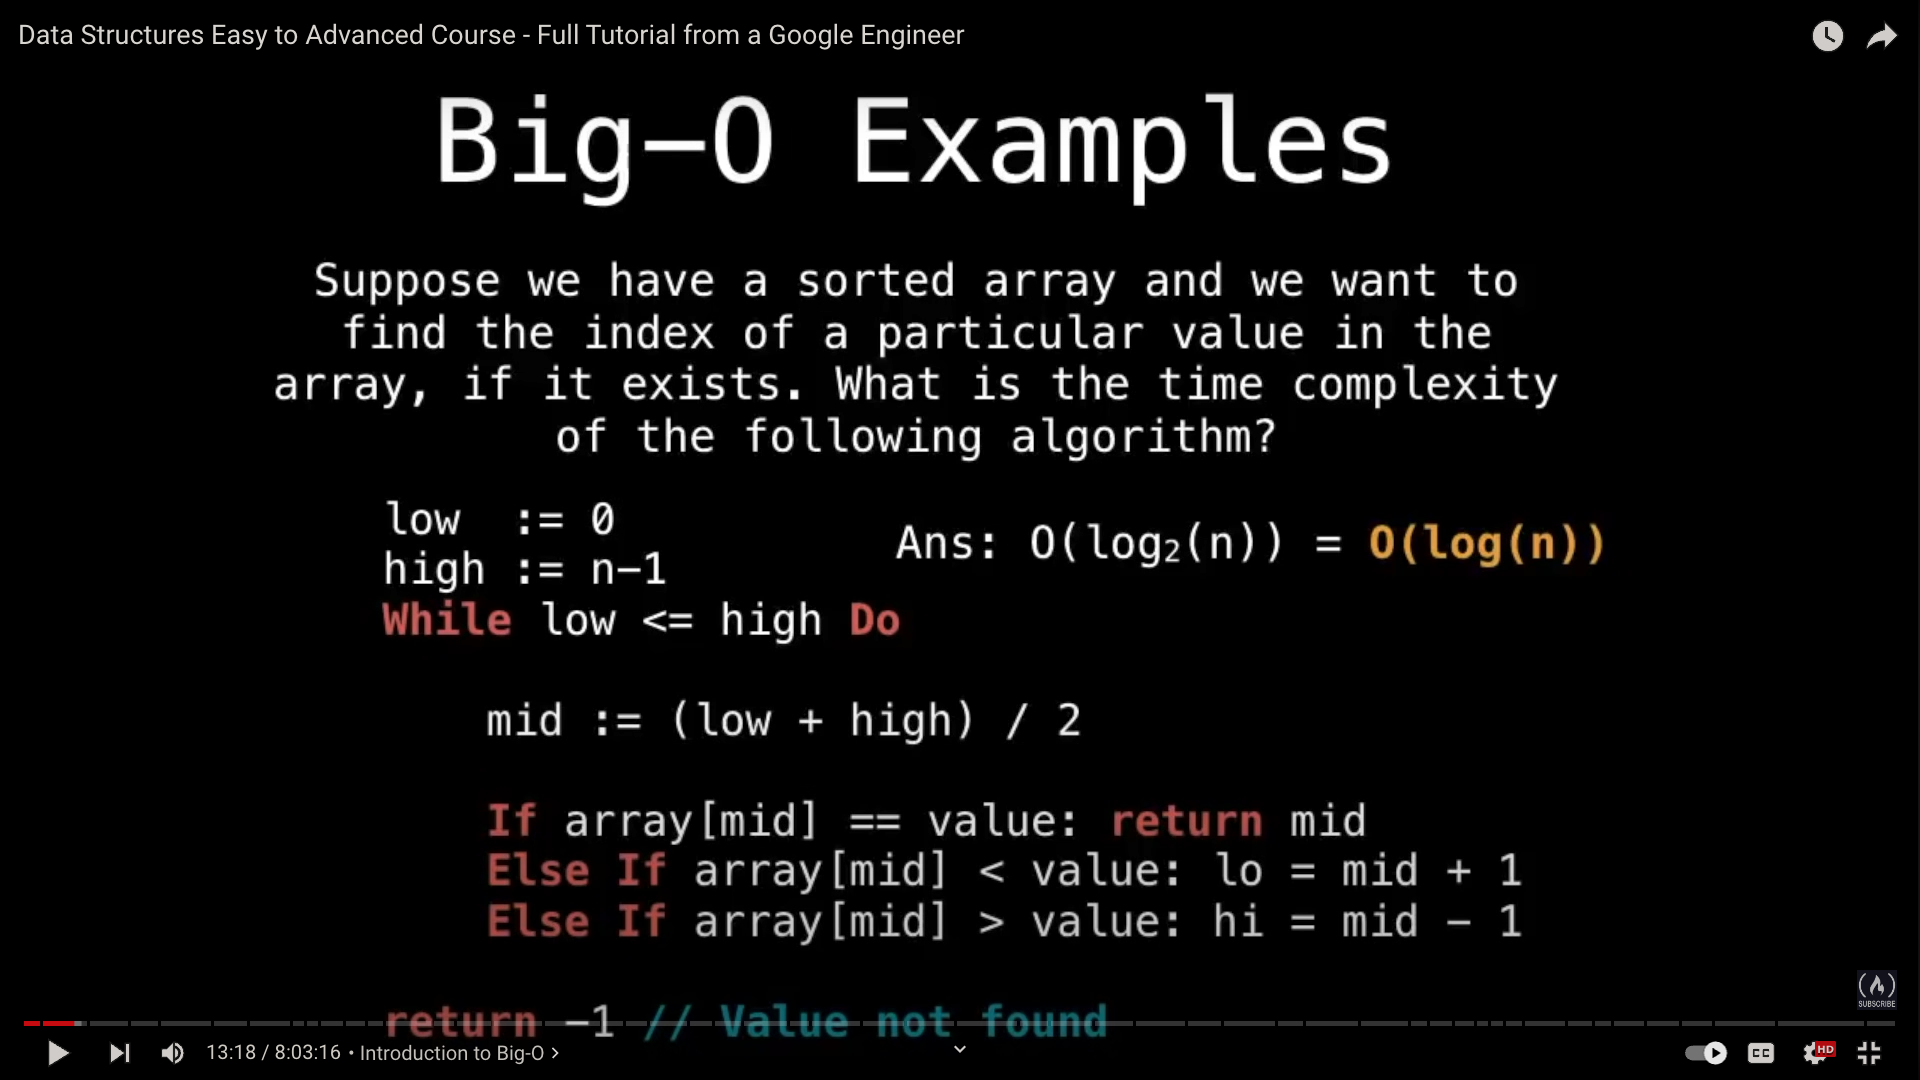 Data Structures Easy to Advanced Course - Full Tutorial from a Google Engineer
Big-O Examples
Suppose we have a sorted array and we want to
find the index of a particular value in the
array, if it exists. What is the time complexity
of the following algorithm?
low := 0
high := n-1
Ans: O(log₂(n)) = O(log(n))
While low <= high Do
mid := (low + high) / 2
If array[mid] == value: return mid
Else If array[mid] < value: lo = mid + 1
Else If array[mid] > value: hi = mid - 1
return -1 // Value not found
SUBSCRIBE
13:18 / 8:03:16 • Introduction to Big-O >
CC
HD